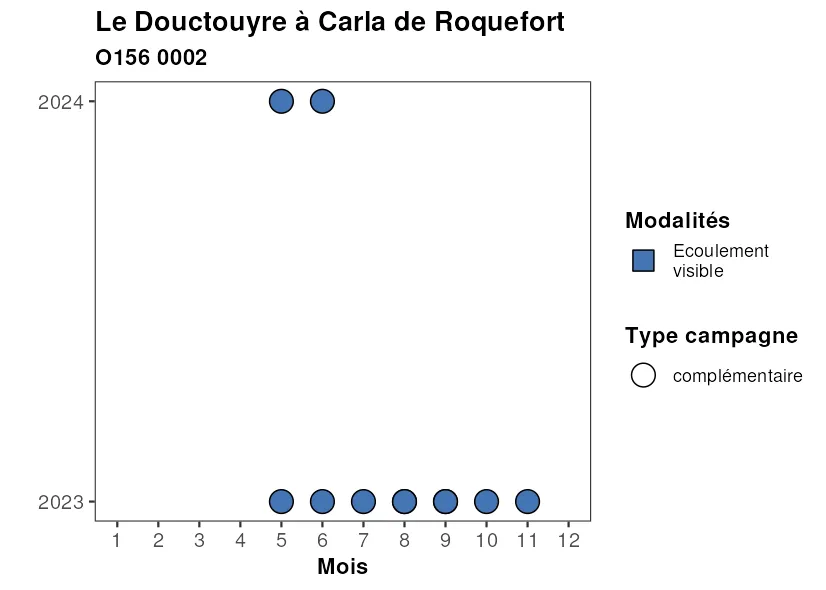 Le Douctouyre à Carla de Roquefort
O156 0002
2024
2023
1 2 3 4 5 6 7 8 9 10 11 12
Mois
Modalités
Ecoulement
visible
Type campagne
complémentaire